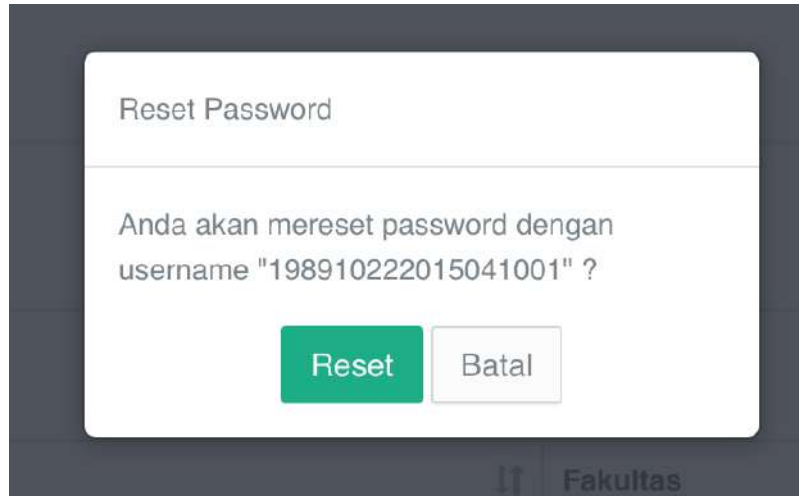 Reset Password
Anda akan mereset password dengan
username "198910222015041001" ?
Reset
Batal
Fakultas